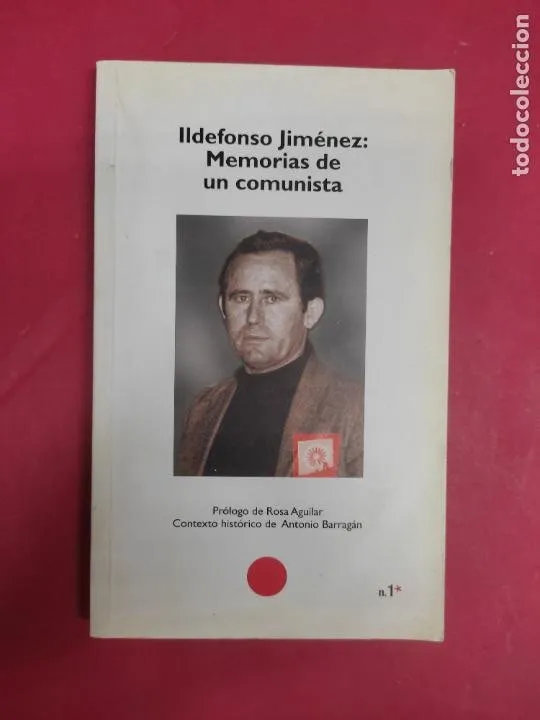 Ildefonso Jiménez:
Memorias de
un comunista
Prólogo de Rosa Aguilar
Contexto histórico de Antonio Barragán
n.1*
todocoleccion